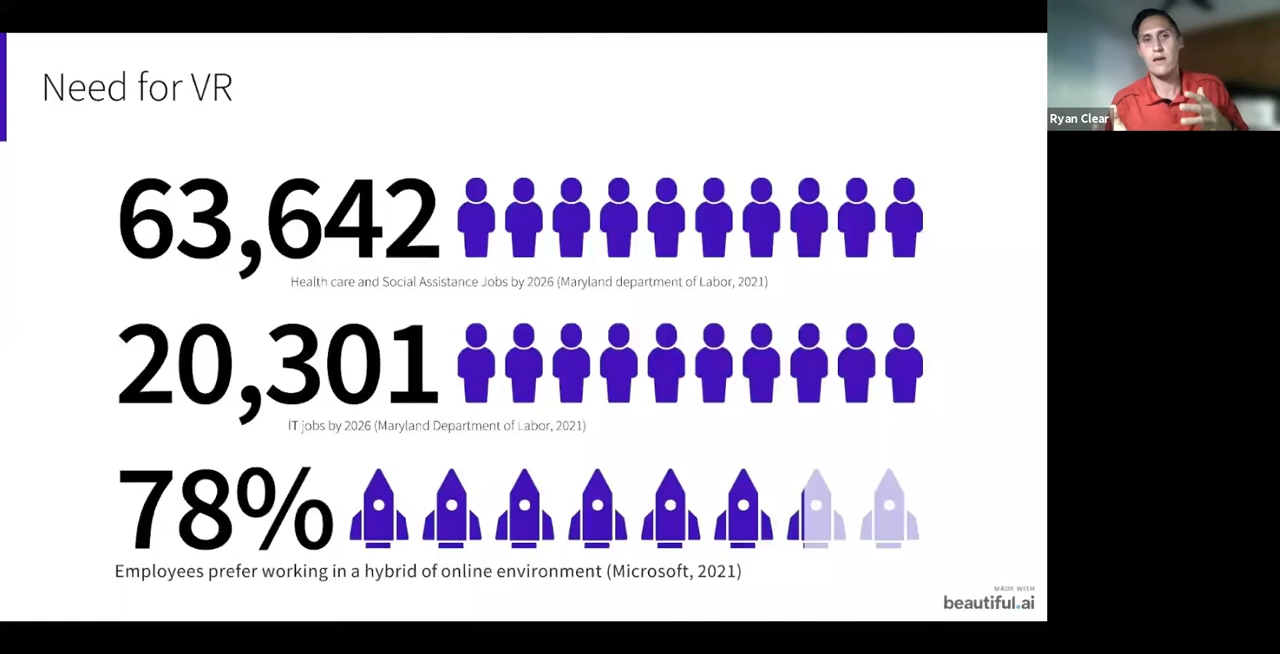 Need for VR
Ryan Clear
63,642
Health care and Social Assistance Jobs by 2026 (Maryland department of Labor, 2021)
20,301
IT jobs by 2026 (Maryland Department of Labor, 2021)
78%
Employees prefer working in a hybrid of online environment (Microsoft, 2021)
MADE WITH
beautiful.ai